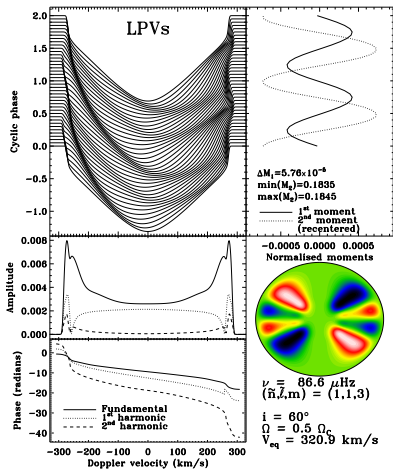 LPVs
Cyclic phase
2.0
1.5
1.0
0.5
0.0
−0.5
−1.0
ΔM₁=5.76×10⁻⁵
min(M₂)=0.1835
max(M₂)=0.1845
1ˢᵗ moment
2ⁿᵈ moment
(recentered)
−0.0005 0.0000 0.0005
Normalised moments
Amplitude
0.008
0.006
0.004
0.002
0.000
Phase (radians)
0
−10
−20
−30
−40
Fundamental
1ˢᵗ harmonic
2ⁿᵈ harmonic
−300 −200 −100 0 100 200 300
Doppler velocity (km/s)
ν = 86.6 μHz
(ñ,l̃,m) = (1,1,3)
i = 60°
Ω = 0.5 Ω_C
V_eq = 320.9 km/s